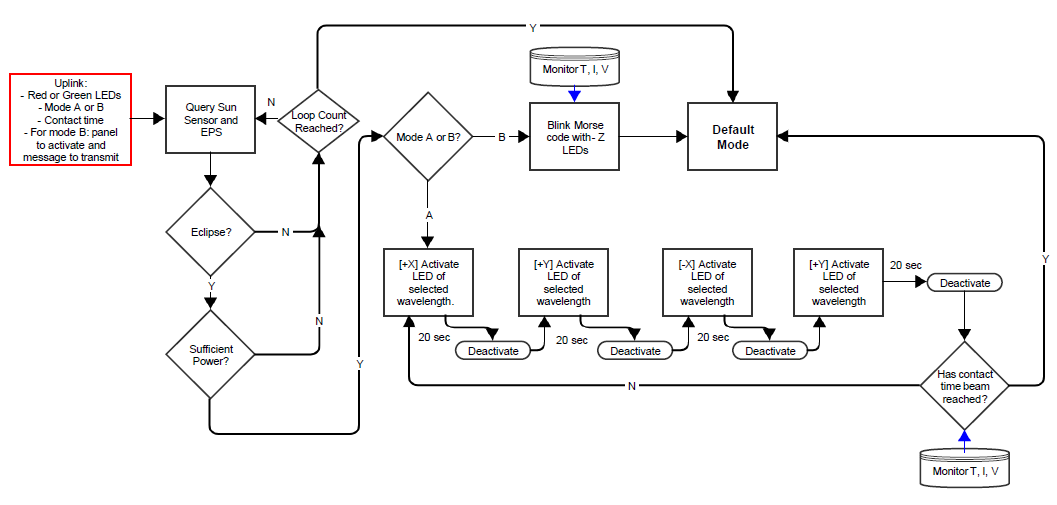 Uplink:
- Red or Green LEDs
- Mode A or B
- Contact time
- For mode B: panel
to activate and
message to transmit
Query Sun
Sensor and
EPS
N
Loop Count
Reached?
Y
Eclipse?
N
Y
Sufficient
Power?
N
Y
Mode A or B?
B
A
Monitor T, I, V
Blink Morse
code with- Z
LEDs
Default
Mode
[+X] Activate
LED of
selected
wavelength.
20 sec
Deactivate
[+Y] Activate
LED of
selected
wavelength
20 sec
Deactivate
[-X] Activate
LED of
selected
wavelength
20 sec
Deactivate
[+Y] Activate
LED of
selected
wavelength
20 sec
Deactivate
Has contact
time beam
reached?
N
Y
Monitor T, I, V